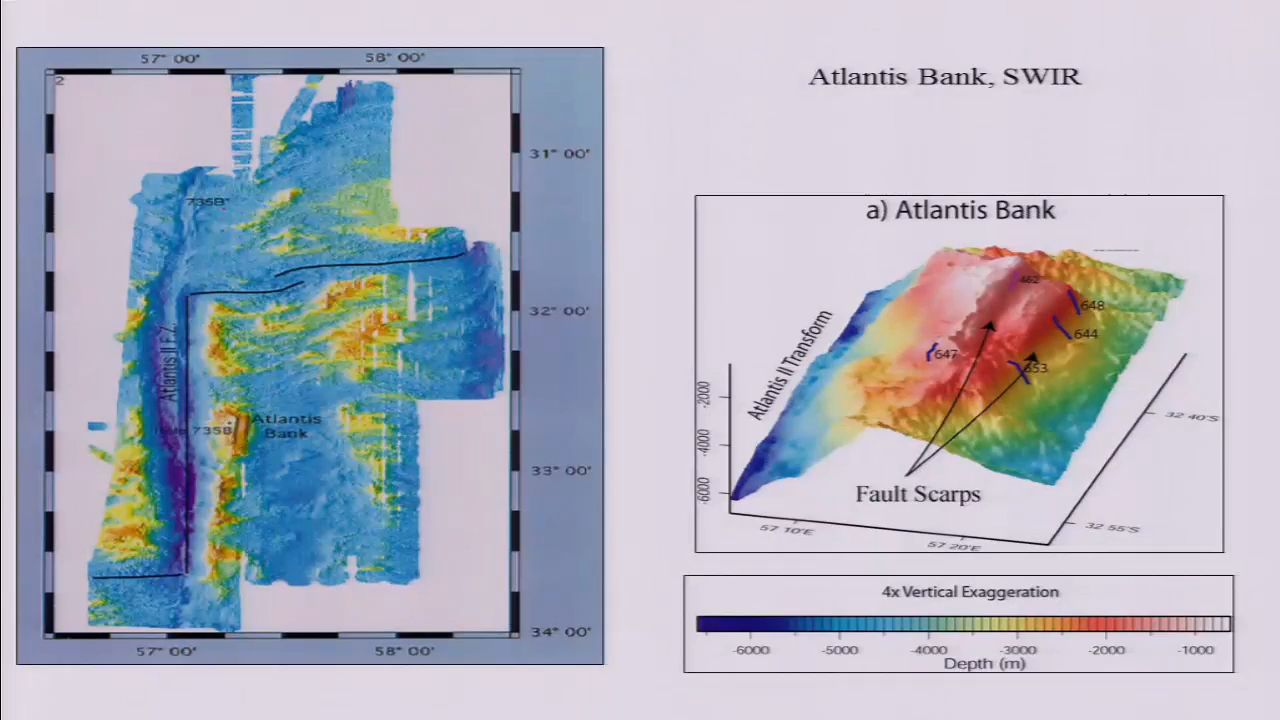 57° 00'
58° 00'
2
735B"
31° 00'
32° 00'
Atlantis II F.Z.
Atlantis
Bank
735B
33° 00'
34° 00'
57° 00'
58° 00'
Atlantis Bank, SWIR
a) Atlantis Bank
462
648
644
647
653
Atlantis II Transform
-2000
-4000
-6000
Fault Scarps
32 40'S
32 55'S
57 10'E
57 20'E
4x Vertical Exaggeration
-6000
-5000
-4000
-3000
-2000
-1000
Depth (m)